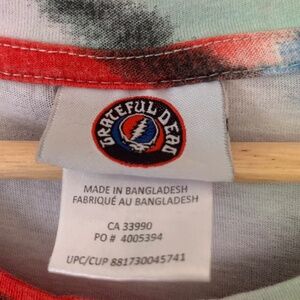 GRATEFUL DEAD
MADE IN BANGLADESH
FABRIQUÉ AU BANGLADESH
CA 33990
PO # 4005394
UPC/CUP 881730045741